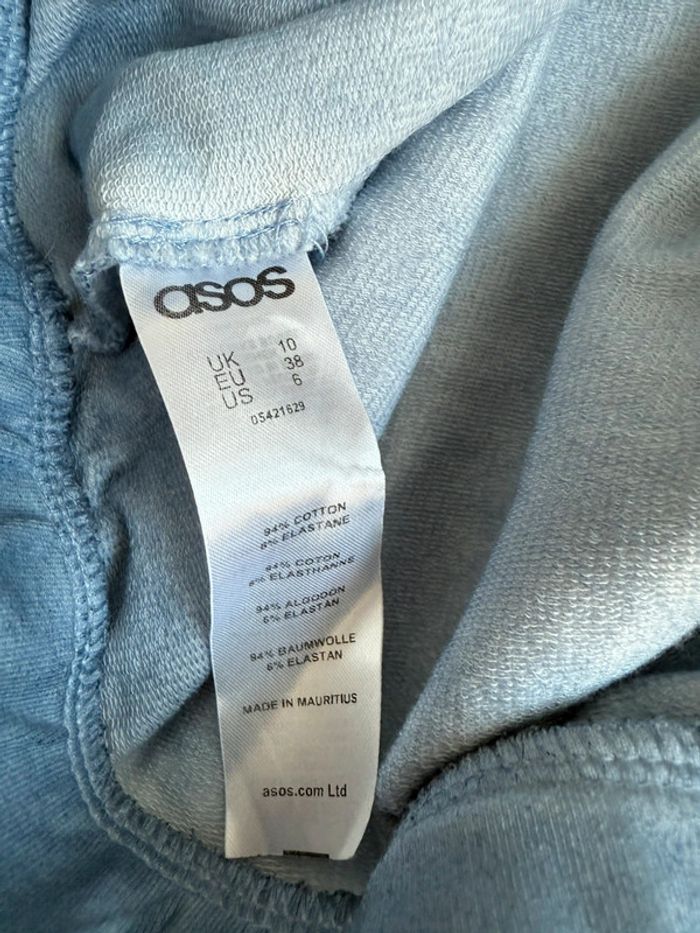 asos
UK 10
EU 38
US 6
05421629
94% COTTON
6% ELASTANE
94% COTON
6% ELASTHANNE
94% ALGODON
6% ELASTAN
94% BAUMWOLLE
6% ELASTAN
MADE IN MAURITIUS
asos.com Ltd